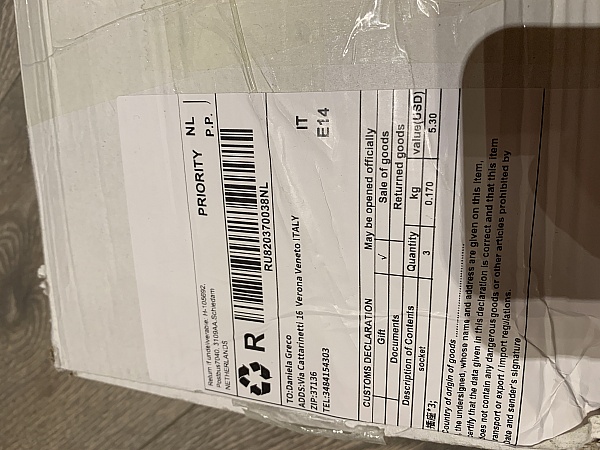 Return if undeliverable, H-105692,
Postbus7040, 3109AA, Schiedam
NETHERLANDS
PRIORITY NL
P.P.
R
RU820370038NL
TO:Daniela Greco
ADDS:Via Cattarinetti 16 Verona Veneto ITALY
ZIP:37136
TEL:3484154303
IT
E14
CUSTOMS DECLARATION May be opened officially
Gift √ Sale of goods
Documents Returned goods
Description of Contents Quantity kg value(USD)
socket 3 0.170 5.30
插座*3;
Country of origin of goods
the undersigned, whose name and address are given on this item,
certify that the data given in this declaration is correct and that this item
does not contain any dangerous goods or other articles prohibited by
transport or export / import regulations.
Date and sender's signature